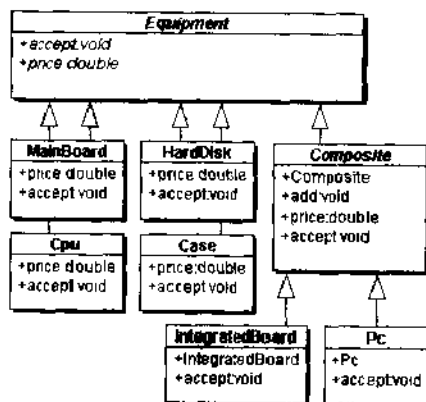 Equipment
+accept:void
+price:double
MainBoard
+price:double
+accept:void
HardDisk
+price:double
+accept:void
Composite
+Composite
+add:void
+price:double
+accept:void
Cpu
+price:double
+accept:void
Case
+price:double
+accept:void
IntegratedBoard
+IntegratedBoard
+accept:void
Pc
+Pc
+accept:void